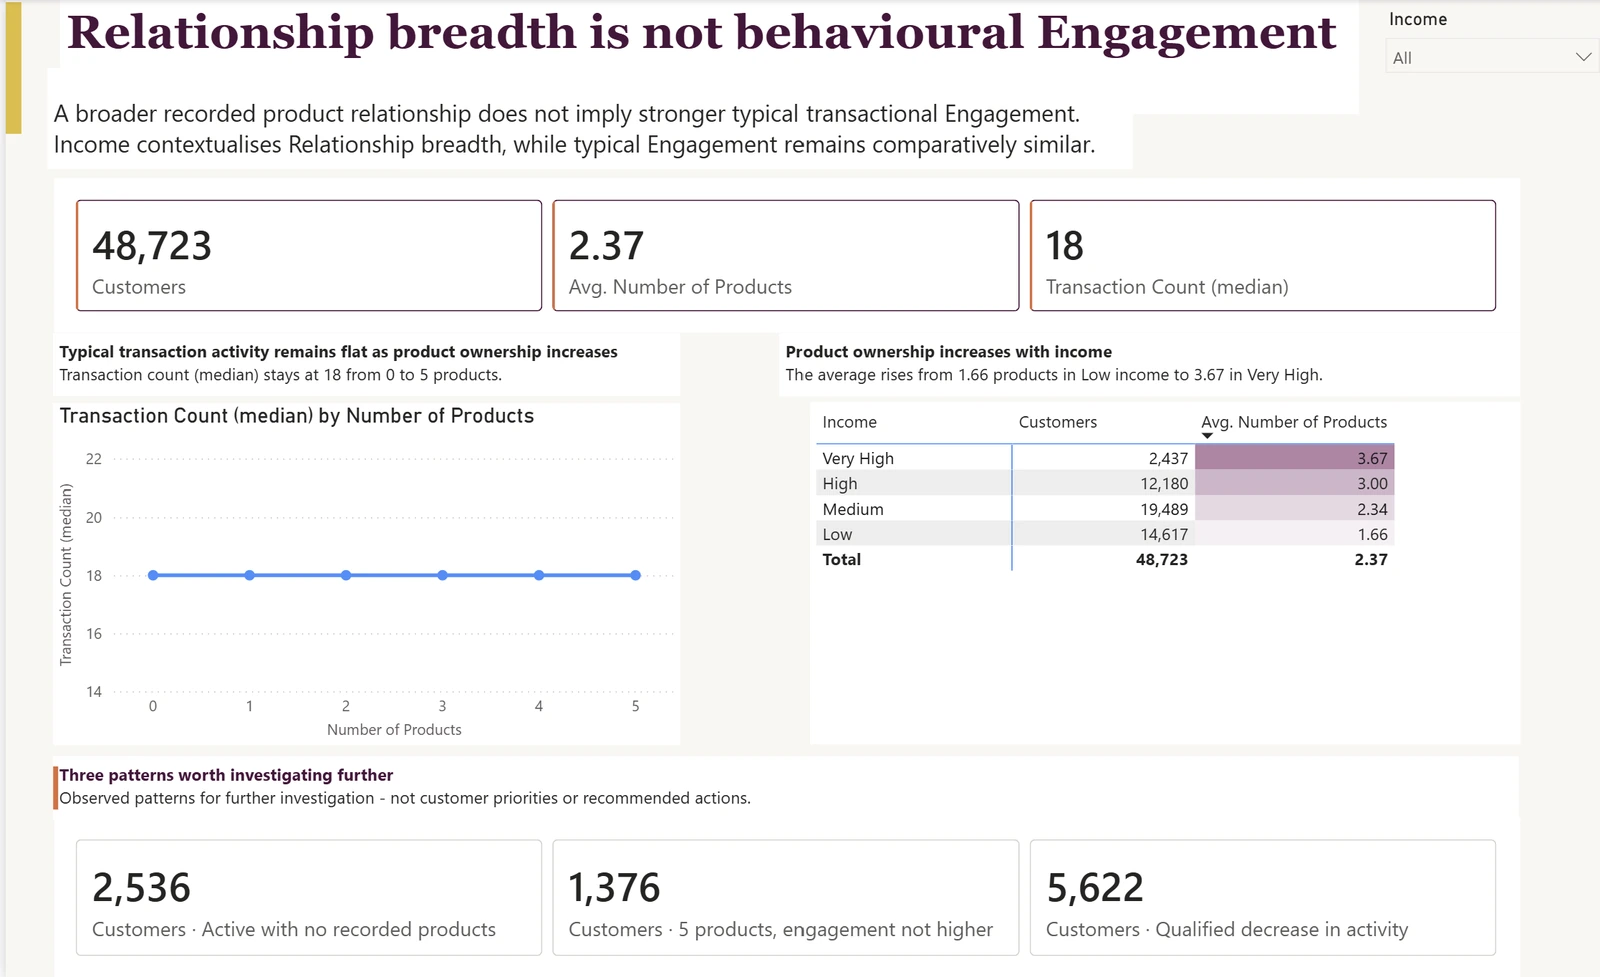 Relationship breadth is not behavioural Engagement
Income
All
A broader recorded product relationship does not imply stronger typical transactional Engagement.
Income contextualises Relationship breadth, while typical Engagement remains comparatively similar.
48,723
Customers
2.37
Avg. Number of Products
18
Transaction Count (median)
Typical transaction activity remains flat as product ownership increases
Transaction count (median) stays at 18 from 0 to 5 products.
Transaction Count (median) by Number of Products
Transaction Count (median)
22
20
18
16
14
0 1 2 3 4 5
Number of Products
Product ownership increases with income
The average rises from 1.66 products in Low income to 3.67 in Very High.
Income Customers Avg. Number of Products
Very High 2,437 3.67
High 12,180 3.00
Medium 19,489 2.34
Low 14,617 1.66
Total 48,723 2.37
Three patterns worth investigating further
Observed patterns for further investigation - not customer priorities or recommended actions.
2,536
Customers · Active with no recorded products
1,376
Customers · 5 products, engagement not higher
5,622
Customers · Qualified decrease in activity